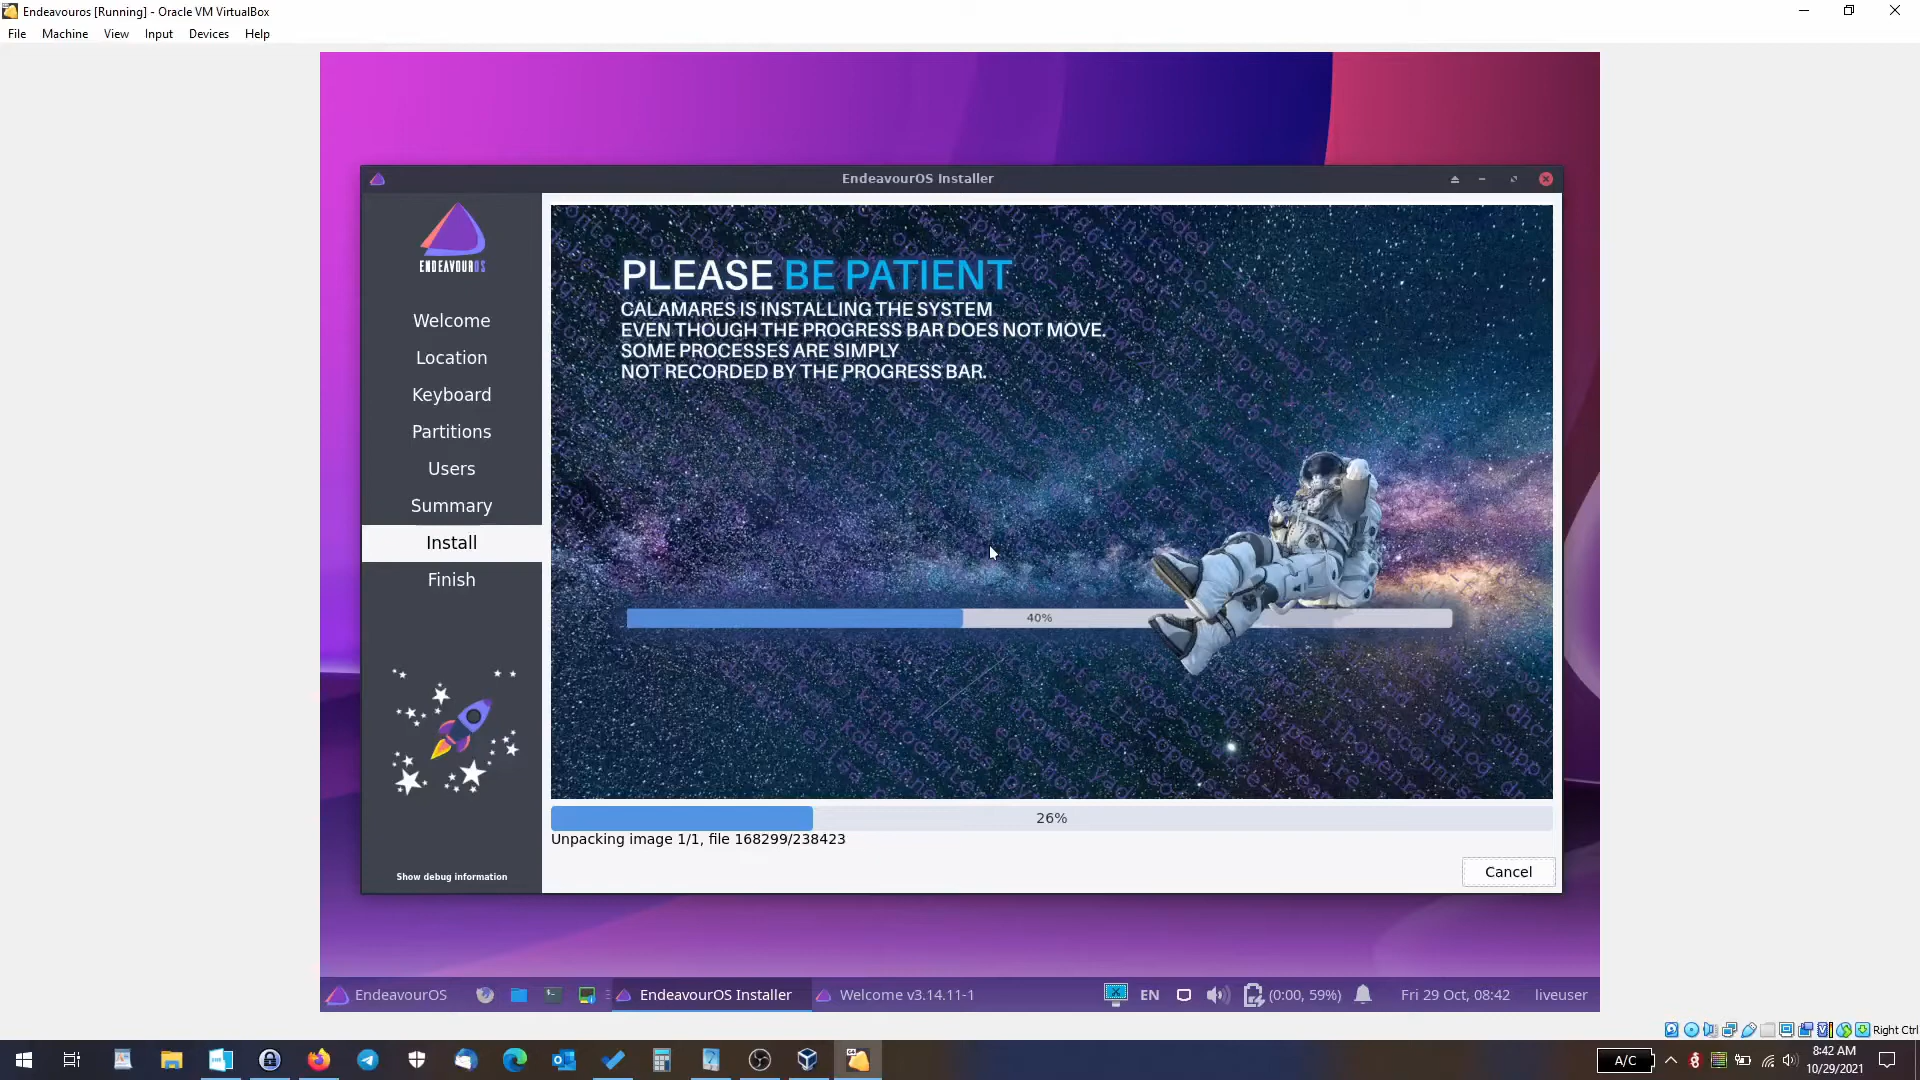 Endeavouros [Running] - Oracle VM VirtualBox
File Machine View Input Devices Help
EndeavourOS Installer
ENDEAVOUROS
Welcome
Location
Keyboard
Partitions
Users
Summary
Install
Finish
Show debug information
PLEASE BE PATIENT
CALAMARES IS INSTALLING THE SYSTEM
EVEN THOUGH THE PROGRESS BAR DOES NOT MOVE.
SOME PROCESSES ARE SIMPLY
NOT RECORDED BY THE PROGRESS BAR.
40%
26%
Unpacking image 1/1, file 168299/238423
Cancel
EndeavourOS
EndeavourOS Installer
Welcome v3.14.11-1
EN
(0:00, 59%)
Fri 29 Oct, 08:42
liveuser
Right Ctrl
A/C
8:42 AM
10/29/2021